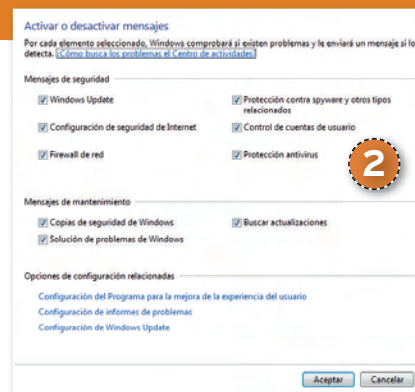 Activar o desactivar mensajes
Por cada elemento seleccionado, Windows comprobará si existen problemas y le enviará un mensaje si lo
detecta. ¿Cómo busca los problemas el Centro de actividades?
Mensajes de seguridad
Windows Update
Protección contra spyware y otros tipos
relacionados
Configuración de seguridad de Internet
Control de cuentas de usuario
Firewall de red
Protección antivirus
2
Mensajes de mantenimiento
Copias de seguridad de Windows
Buscar actualizaciones
Solución de problemas de Windows
Opciones de configuración relacionadas
Configuración del Programa para la mejora de la experiencia del usuario
Configuración de informes de problemas
Configuración de Windows Update
Aceptar
Cancelar